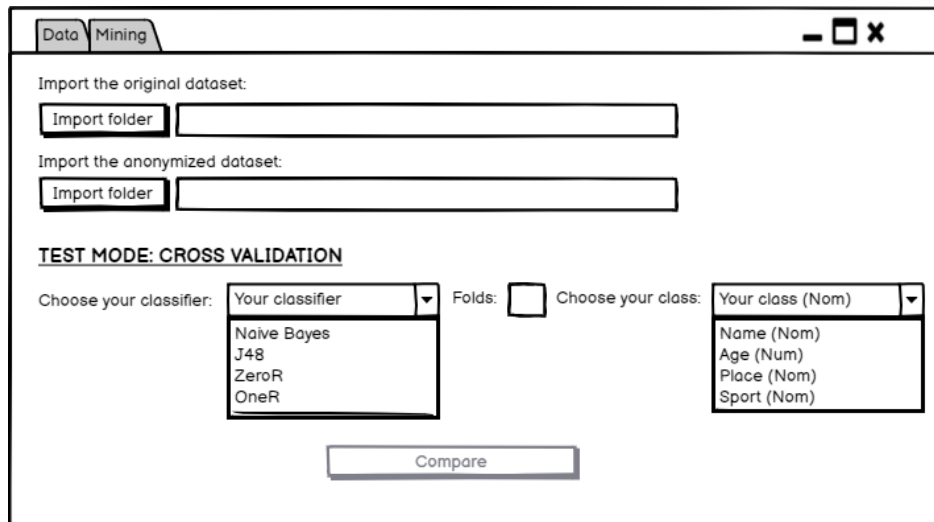 Data Mining
Import the original dataset:
Import folder
Import the anonymized dataset:
Import folder
TEST MODE: CROSS VALIDATION
Choose your classifier: Your classifier Folds: Choose your class: Your class (Nom)
Naive Bayes Name (Nom)
J48 Age (Num)
ZeroR Place (Nom)
OneR Sport (Nom)
Compare